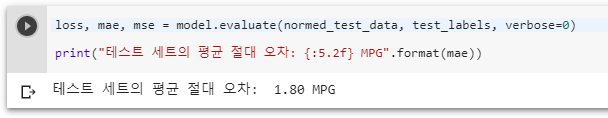 loss, mae, mse = model.evaluate(normed_test_data, test_labels, verbose=0)
print("테스트 세트의 평균 절대 오차: {:5.2f} MPG".format(mae))
테스트 세트의 평균 절대 오차:  1.80 MPG